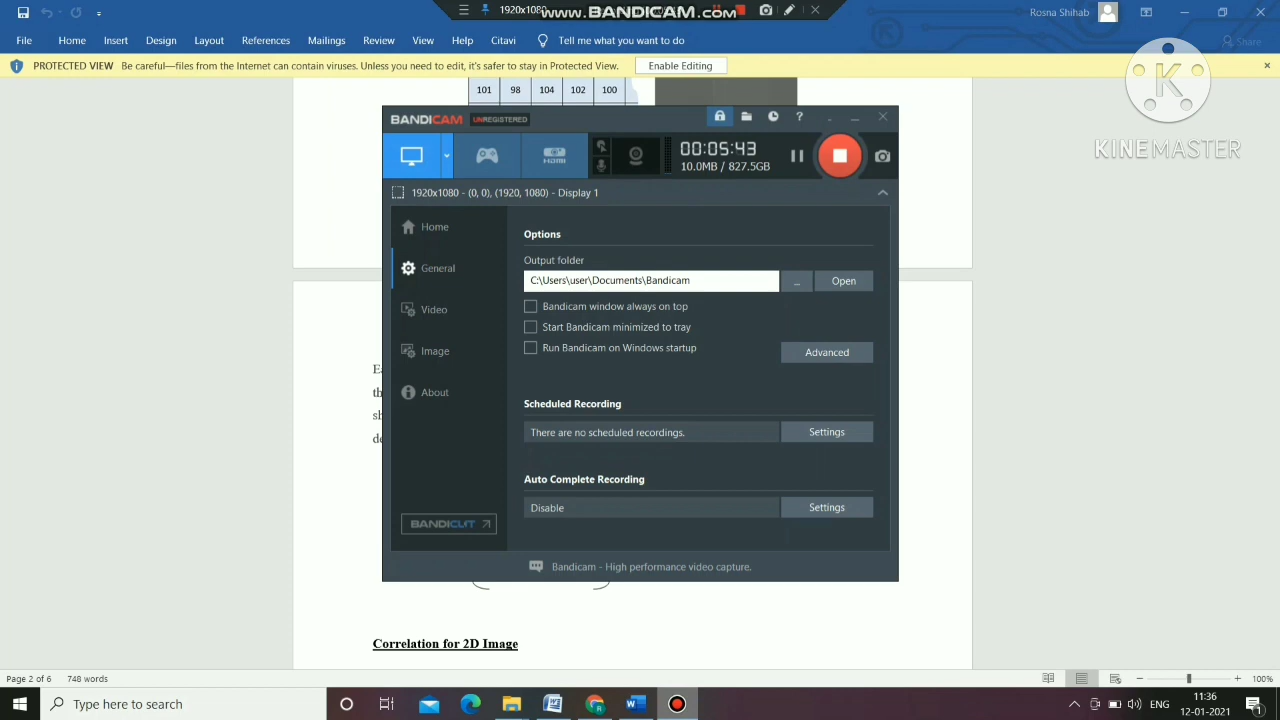 1920x1080
WWW.BANDICAM.COM
Rosna Shihab
File Home Insert Design Layout References Mailings Review View Help Citavi Tell me what you want to do Share
PROTECTED VIEW Be careful—files from the Internet can contain viruses. Unless you need to edit, it's safer to stay in Protected View. Enable Editing
K
KINEMASTER
101 98 104 102 100
BANDICAM UNREGISTERED
HDMI
00:05:43
10.0MB / 827.5GB
1920x1080 - (0, 0), (1920, 1080) - Display 1
Home
General
Video
Image
About
BANDICUT
Options
Output folder
C:\Users\user\Documents\Bandicam ... Open
Bandicam window always on top
Start Bandicam minimized to tray
Run Bandicam on Windows startup
Advanced
Scheduled Recording
There are no scheduled recordings. Settings
Auto Complete Recording
Disable Settings
Bandicam - High performance video capture.
th
sh
Correlation for 2D Image
Page 2 of 6 748 words 100%
Type here to search
ENG
11:36
12-01-2021